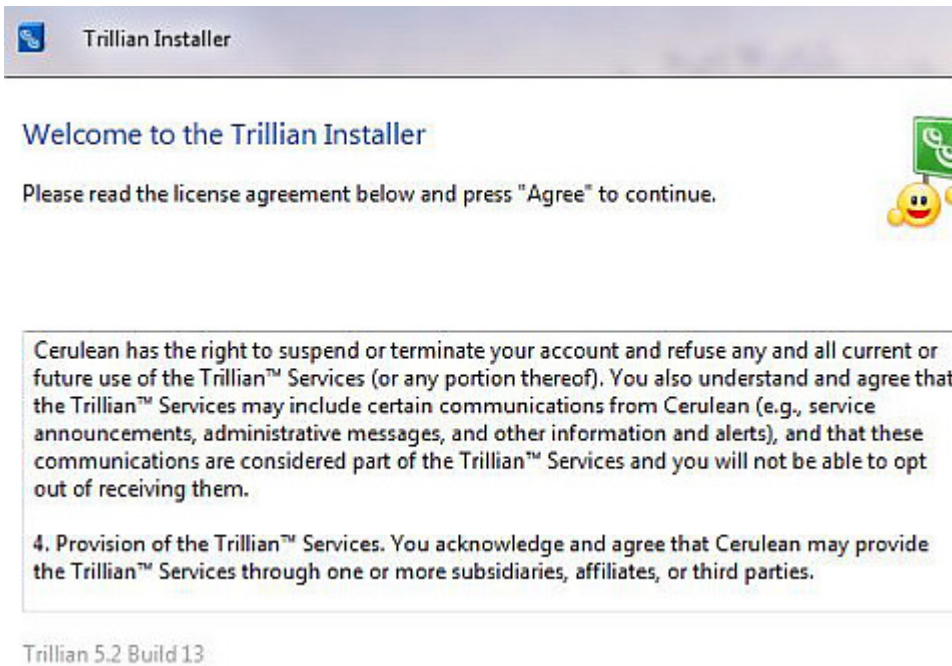 Trillian Installer
Welcome to the Trillian Installer
Please read the license agreement below and press "Agree" to continue.
Cerulean has the right to suspend or terminate your account and refuse any and all current or
future use of the Trillian™ Services (or any portion thereof). You also understand and agree that
the Trillian™ Services may include certain communications from Cerulean (e.g., service
announcements, administrative messages, and other information and alerts), and that these
communications are considered part of the Trillian™ Services and you will not be able to opt
out of receiving them.
4. Provision of the Trillian™ Services. You acknowledge and agree that Cerulean may provide
the Trillian™ Services through one or more subsidiaries, affiliates, or third parties.
Trillian 5.2 Build 13